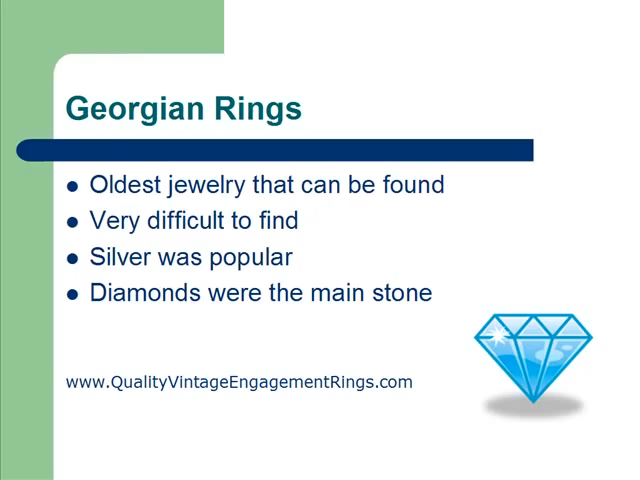 Georgian Rings
Oldest jewelry that can be found
Very difficult to find
Silver was popular
Diamonds were the main stone
www.QualityVintageEngagementRings.com